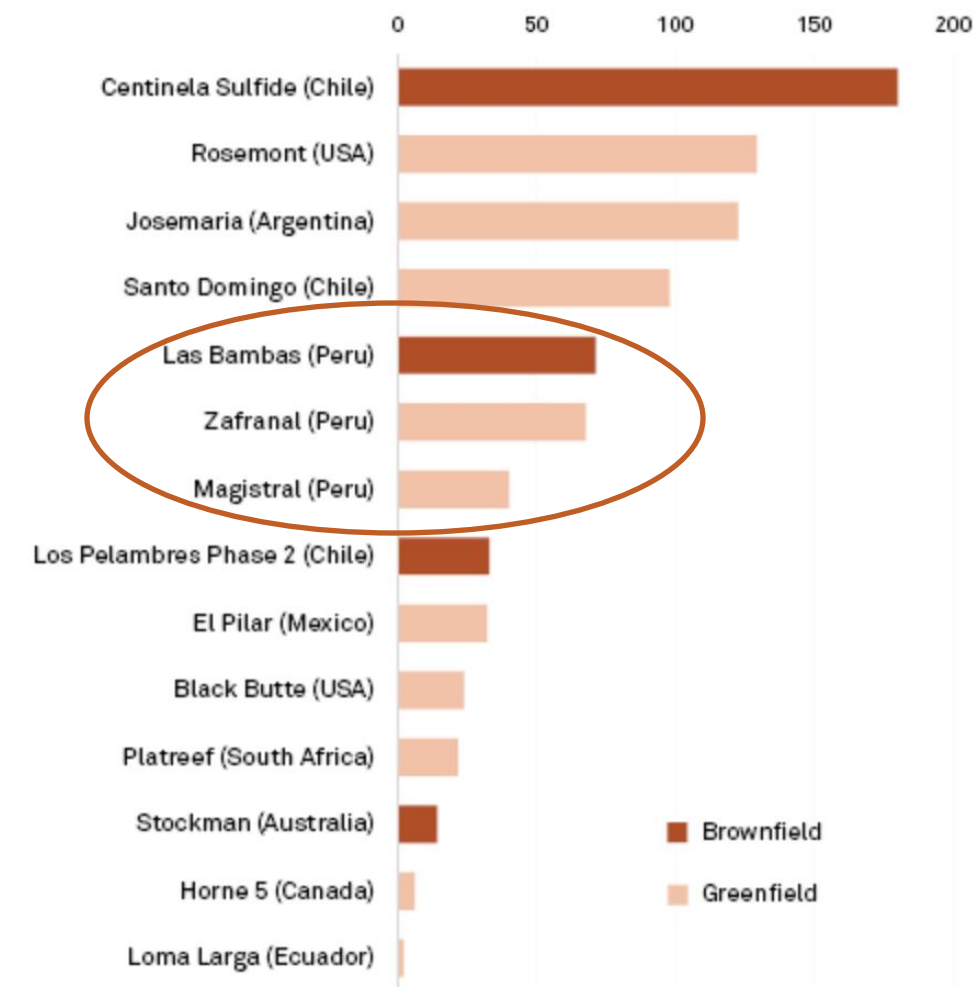 0 50 100 150 200
Centinela Sulfide (Chile)
Rosemont (USA)
Josemaria (Argentina)
Santo Domingo (Chile)
Las Bambas (Peru)
Zafranal (Peru)
Magistral (Peru)
Los Pelambres Phase 2 (Chile)
El Pilar (Mexico)
Black Butte (USA)
Platreef (South Africa)
Stockman (Australia)
Brownfield
Horne 5 (Canada)
Greenfield
Loma Larga (Ecuador)